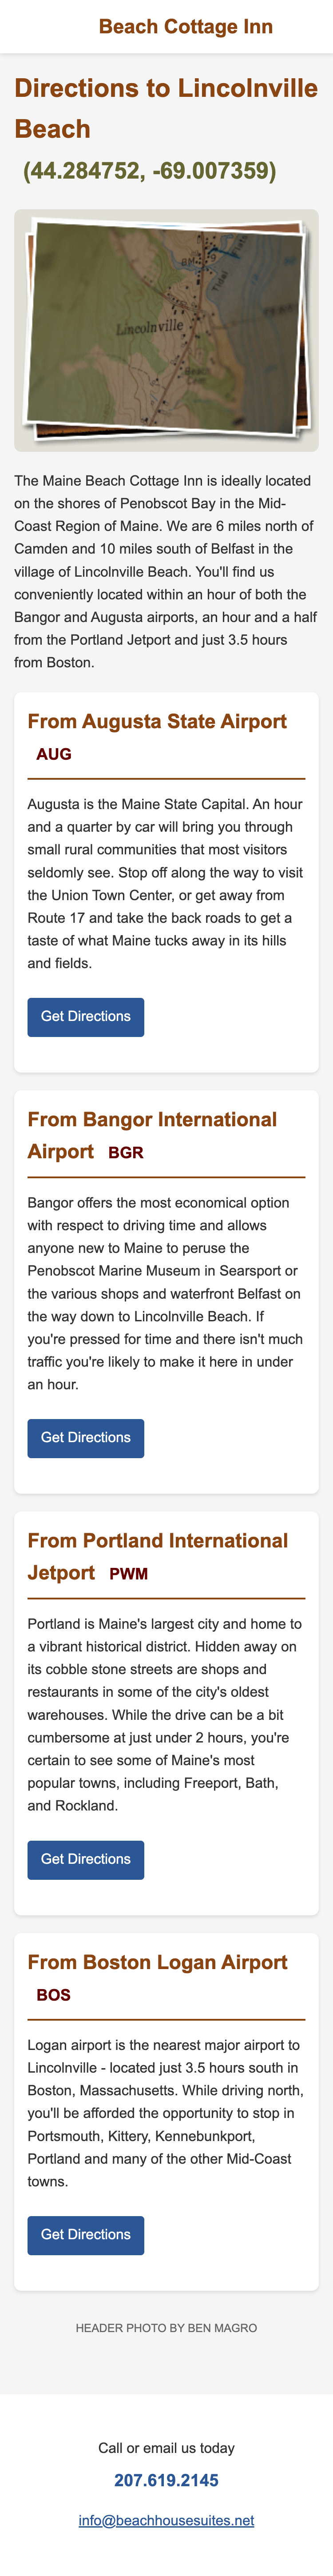 Beach Cottage Inn
Directions to Lincolnville
Beach
(44.284752, -69.007359)
BM
Lincolnville
Beach
Cem
The Maine Beach Cottage Inn is ideally located
on the shores of Penobscot Bay in the Mid-
Coast Region of Maine. We are 6 miles north of
Camden and 10 miles south of Belfast in the
village of Lincolnville Beach. You'll find us
conveniently located within an hour of both the
Bangor and Augusta airports, an hour and a half
from the Portland Jetport and just 3.5 hours
from Boston.
From Augusta State Airport
AUG
Augusta is the Maine State Capital. An hour
and a quarter by car will bring you through
small rural communities that most visitors
seldomly see. Stop off along the way to visit
the Union Town Center, or get away from
Route 17 and take the back roads to get a
taste of what Maine tucks away in its hills
and fields.
Get Directions
From Bangor International
Airport BGR
Bangor offers the most economical option
with respect to driving time and allows
anyone new to Maine to peruse the
Penobscot Marine Museum in Searsport or
the various shops and waterfront Belfast on
the way down to Lincolnville Beach. If
you're pressed for time and there isn't much
traffic you're likely to make it here in under
an hour.
Get Directions
From Portland International
Jetport PWM
Portland is Maine's largest city and home to
a vibrant historical district. Hidden away on
its cobble stone streets are shops and
restaurants in some of the city's oldest
warehouses. While the drive can be a bit
cumbersome at just under 2 hours, you're
certain to see some of Maine's most
popular towns, including Freeport, Bath,
and Rockland.
Get Directions
From Boston Logan Airport
BOS
Logan airport is the nearest major airport to
Lincolnville - located just 3.5 hours south in
Boston, Massachusetts. While driving north,
you'll be afforded the opportunity to stop in
Portsmouth, Kittery, Kennebunkport,
Portland and many of the other Mid-Coast
towns.
Get Directions
HEADER PHOTO BY BEN MAGRO
Call or email us today
207.619.2145
info@beachhousesuites.net